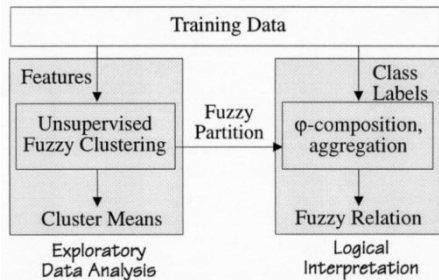 Training Data
Features
Class
Labels
Unsupervised
Fuzzy Clustering
Fuzzy
Partition
φ-composition,
aggregation
Cluster Means
Fuzzy Relation
Exploratory
Data Analysis
Logical
Interpretation